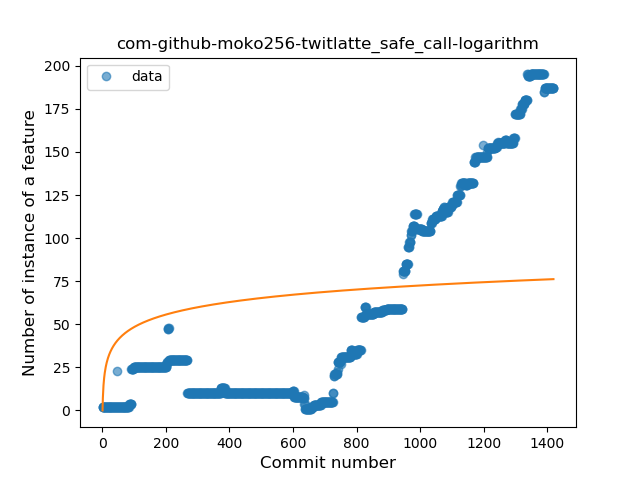 com-github-moko256-twitlatte_safe_call-logarithm
data
Number of instance of a feature
200
175
150
125
100
75
50
25
0
0 200 400 600 800 1000 1200 1400
Commit number